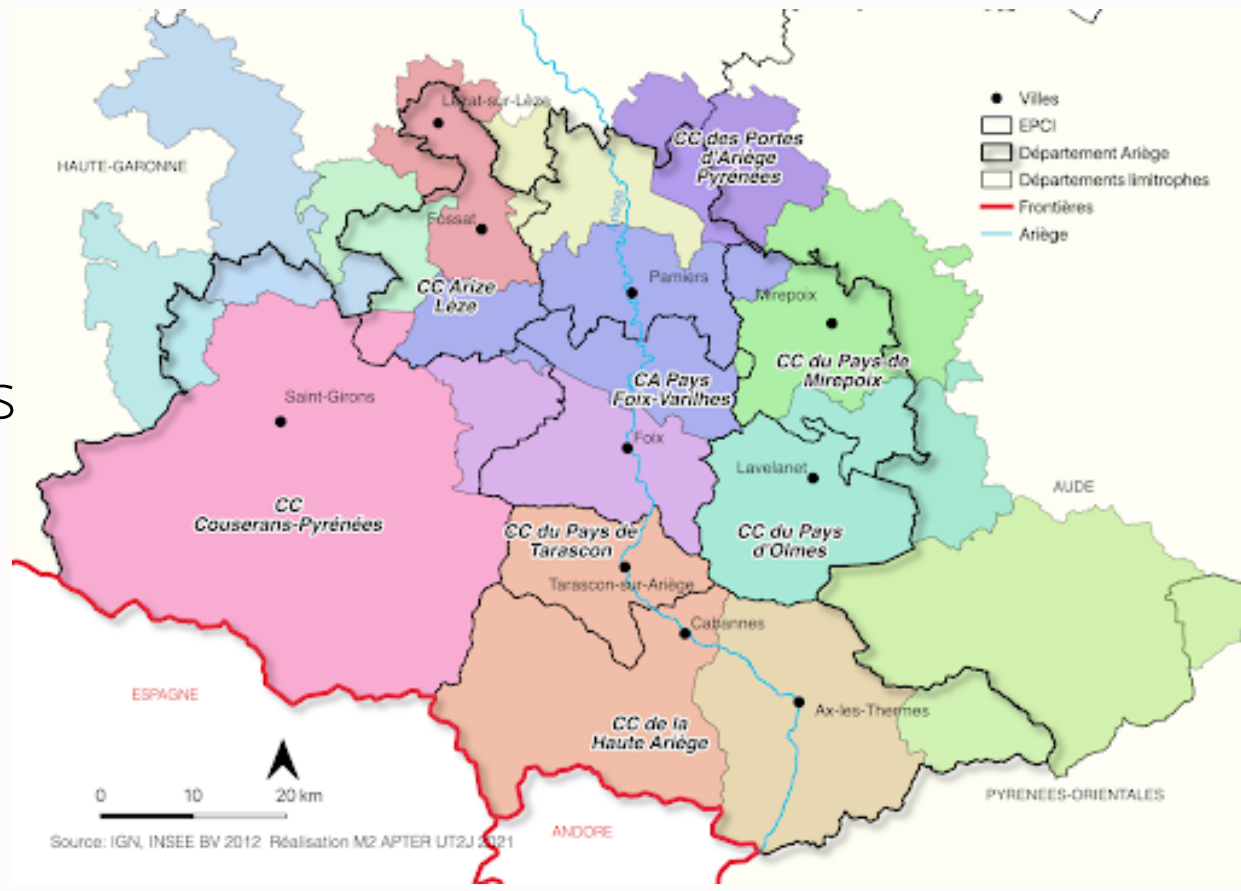 Lézat-sur-Lèze
HAUTE-GARONNE
CC des Portes
d'Ariège
Pyrénées
Villes
EPCI
Département Ariège
Départements limitrophes
Frontières
Ariège
Fossat
CC Arize
Lèze
Pamiers
Mirepoix
CC du Pays de
Mirepoix
CA Pays
Foix-Varilhes
S
Saint-Girons
Foix
Lavelanet
AUDE
CC
Couserans-Pyrénées
CC du Pays de
Tarascon
CC du Pays
d'Olmes
Tarascon-sur-Ariège
Cabannes
ESPAGNE
Ax-les-Thermes
CC de la
Haute Ariège
0 10 20 km
PYRENEES-ORIENTALES
ANDORE
Source: IGN, INSEE BV 2012 Réalisation M2 APTER UT2J 2021